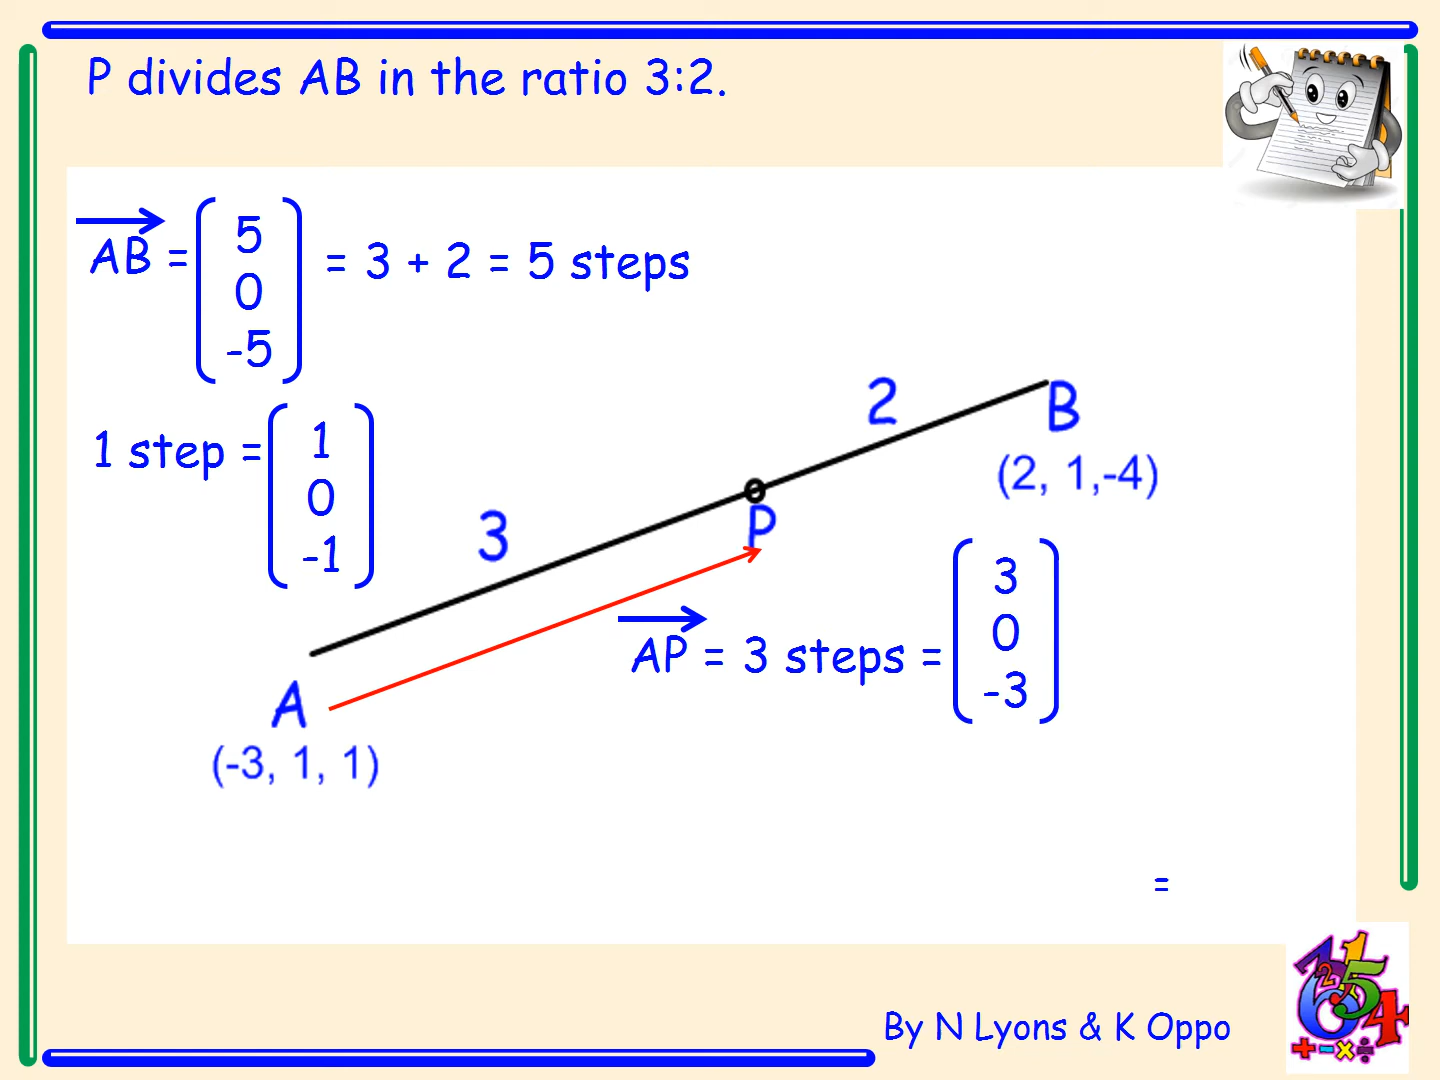 P divides AB in the ratio 3:2.
AB = ( 5 0 -5 ) = 3 + 2 = 5 steps
1 step = ( 1 0 -1 )
2
B
(2, 1,-4)
3
P
AP = 3 steps = ( 3 0 -3 )
A
(-3, 1, 1)
=
By N Lyons & K Oppo